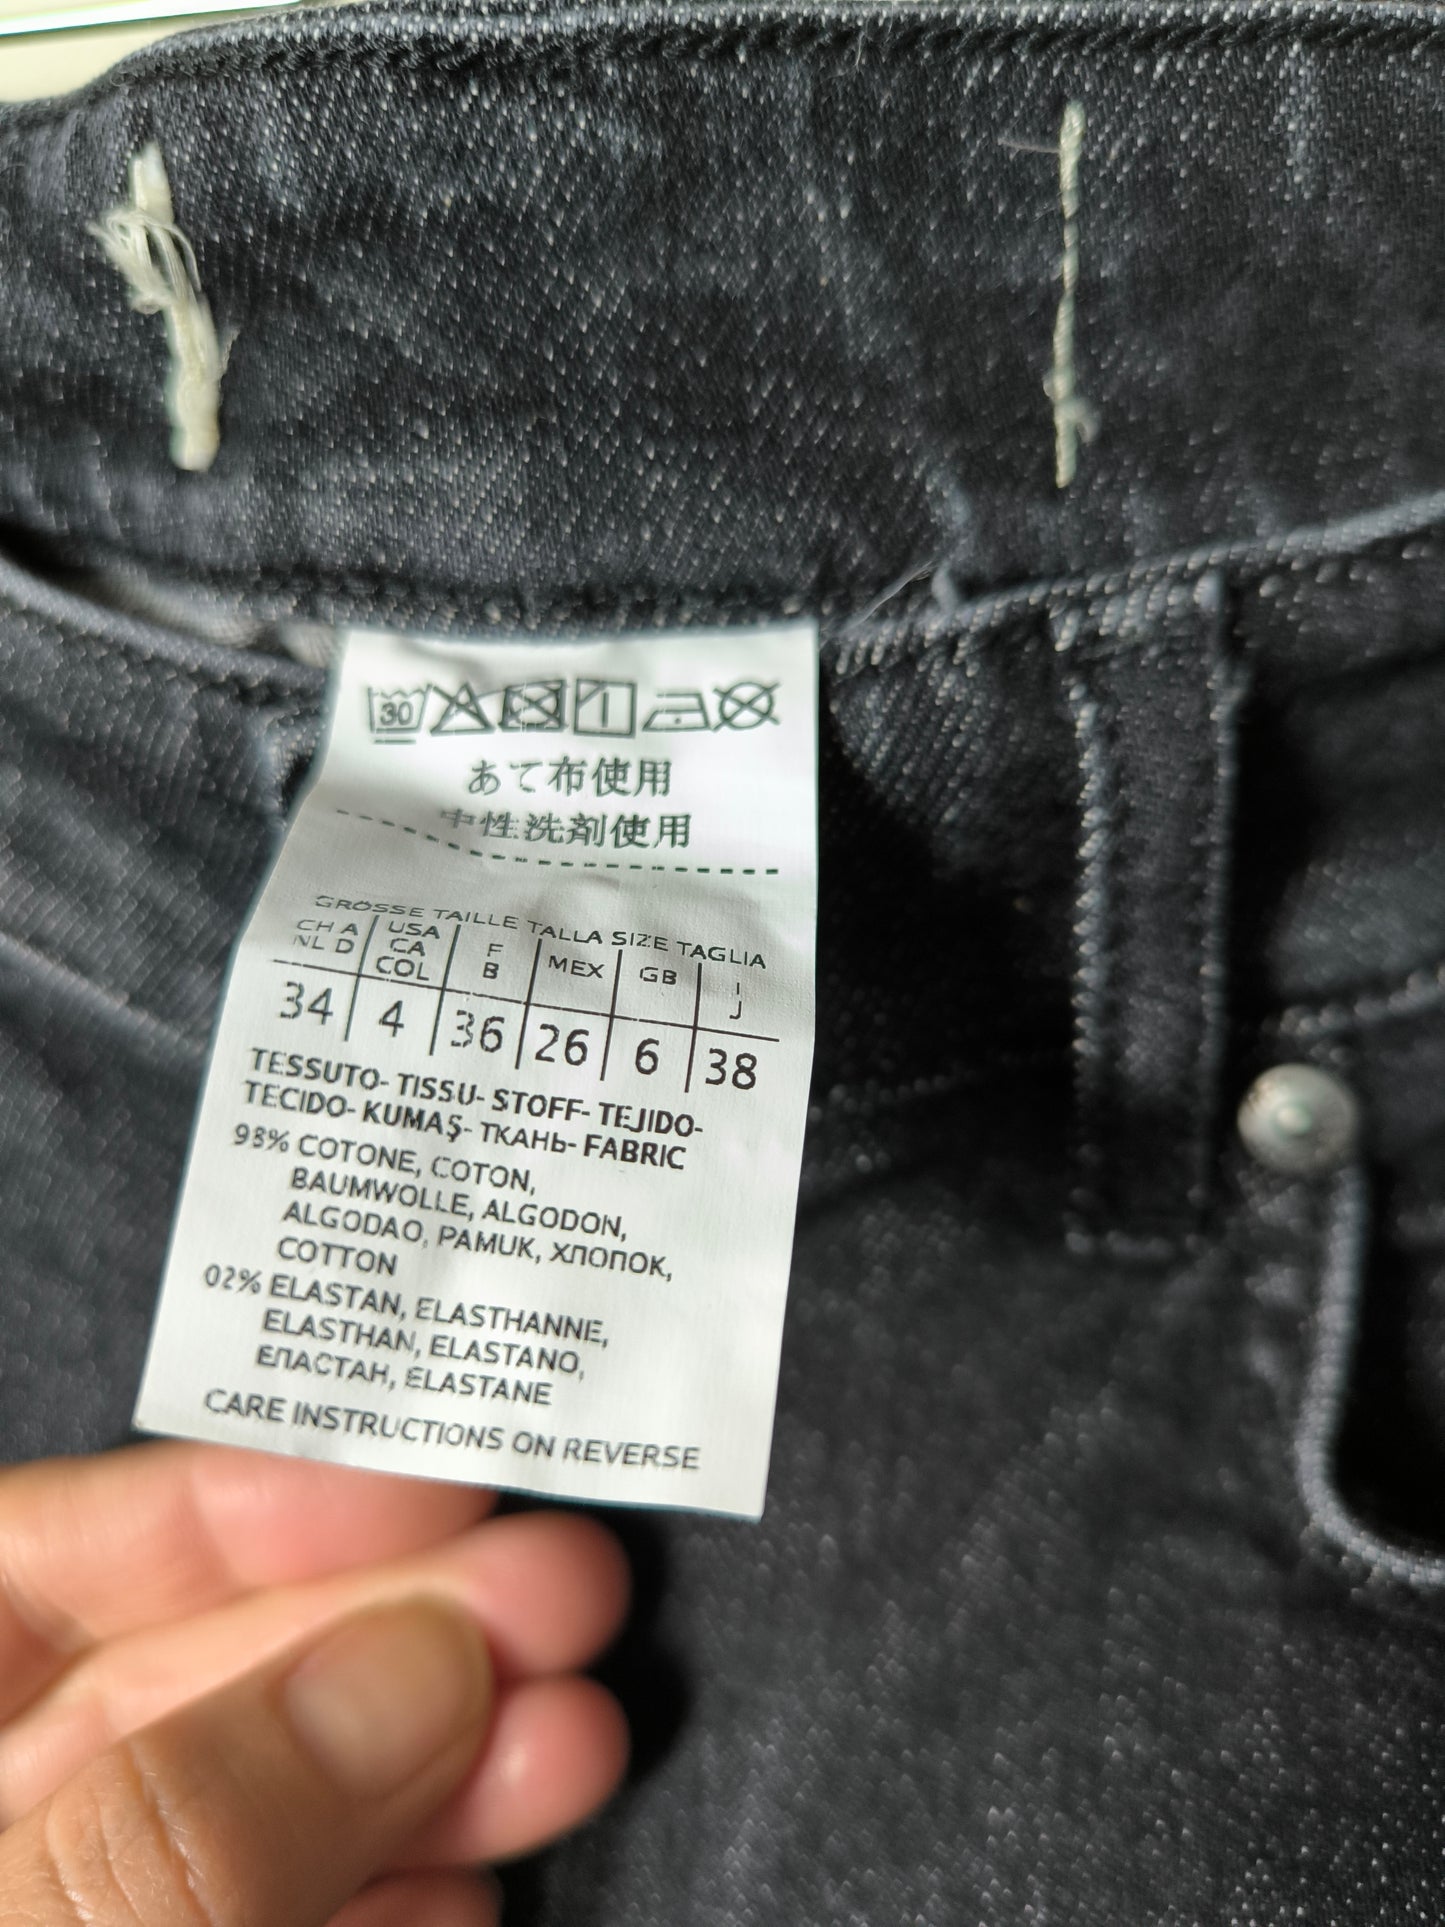 30
あて布使用
中性洗剤使用
GRÖSSE TAILLE TALLA SIZE TAGLIA
CH A NL D USA CA COL F B MEX GB I J
34 4 36 26 6 38
TESSUTO- TISSU- STOFF- TEJIDO-
TECIDO- KUMAŞ- ТКАНЬ- FABRIC
98% COTONE, COTON,
BAUMWOLLE, ALGODON,
ALGODAO, PAMUK, ХЛОПОК,
COTTON
02% ELASTAN, ELASTHANNE,
ELASTHAN, ELASTANO,
ЕЛАСТАН, ELASTANE
CARE INSTRUCTIONS ON REVERSE